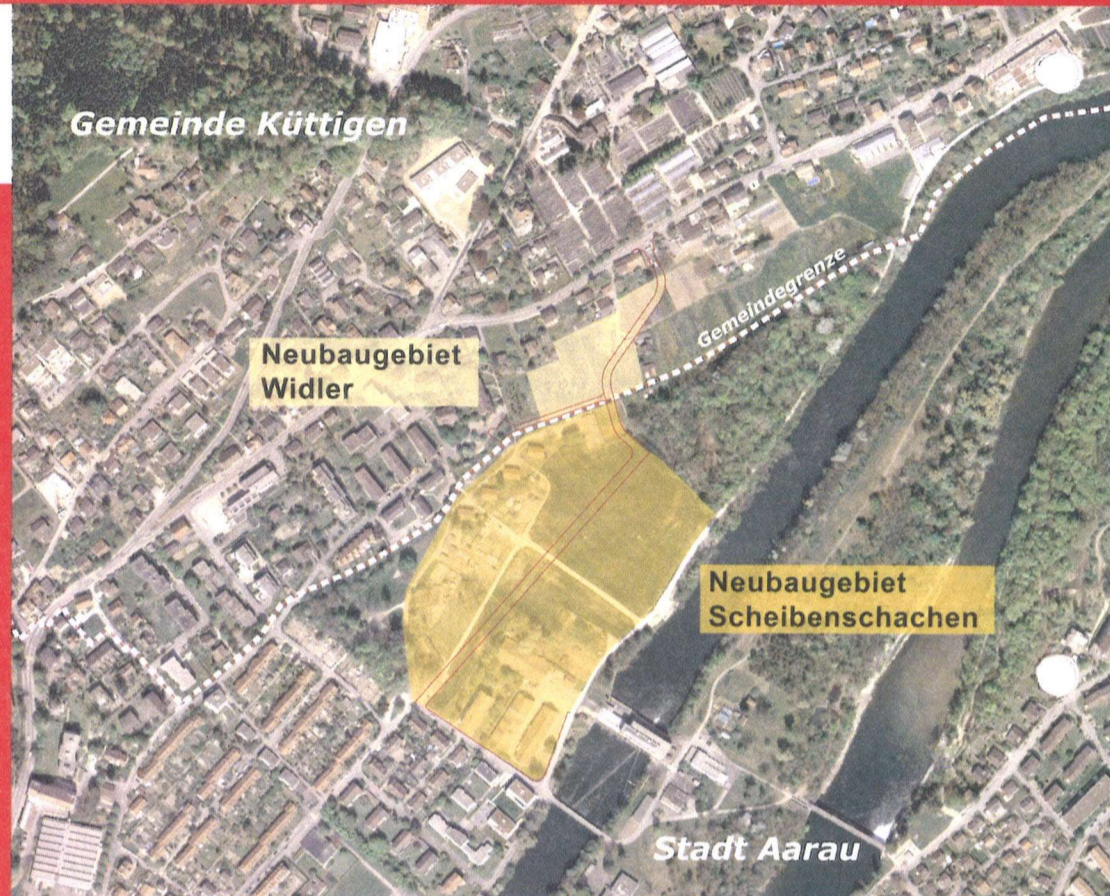 Gemeinde Küttigen
Gemeindegrenze
Neubaugebiet
Widler
Neubaugebiet
Scheibenschachen
Stadt Aarau